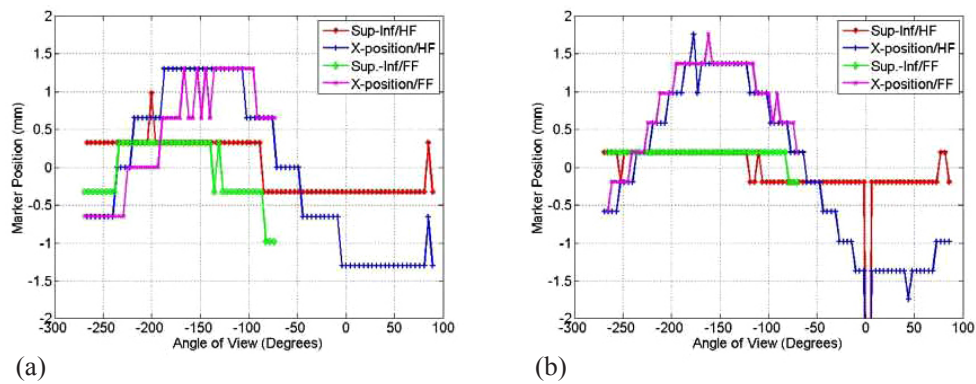 2
1.5
1
0.5
0
-0.5
-1
-1.5
-2
Marker Position (mm)
-300 -250 -200 -150 -100 -50 0 50 100
Angle of View (Degrees)
Sup-Inf/HF
X-position/HF
Sup.-Inf/FF
X-position/FF
(a)
2
1.5
1
0.5
0
-0.5
-1
-1.5
-2
Marker Position (mm)
-300 -250 -200 -150 -100 -50 0 50 100
Angle of View (Degrees)
Sup-Inf/HF
X-position/HF
Sup.-Inf/FF
X-position/FF
(b)